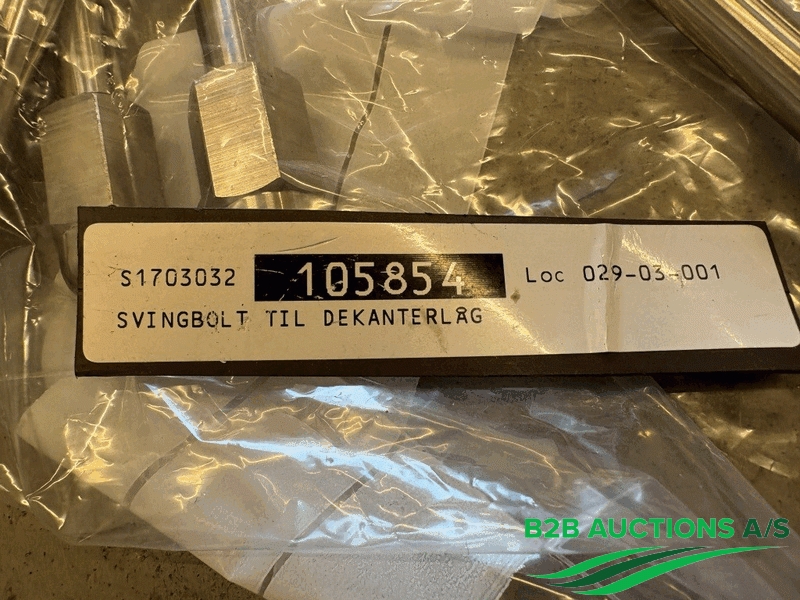 S1703032 105854 Loc 029-03-001
SVINGBOLT TIL DEKANTERLÅG
B2B AUCTIONS A/S